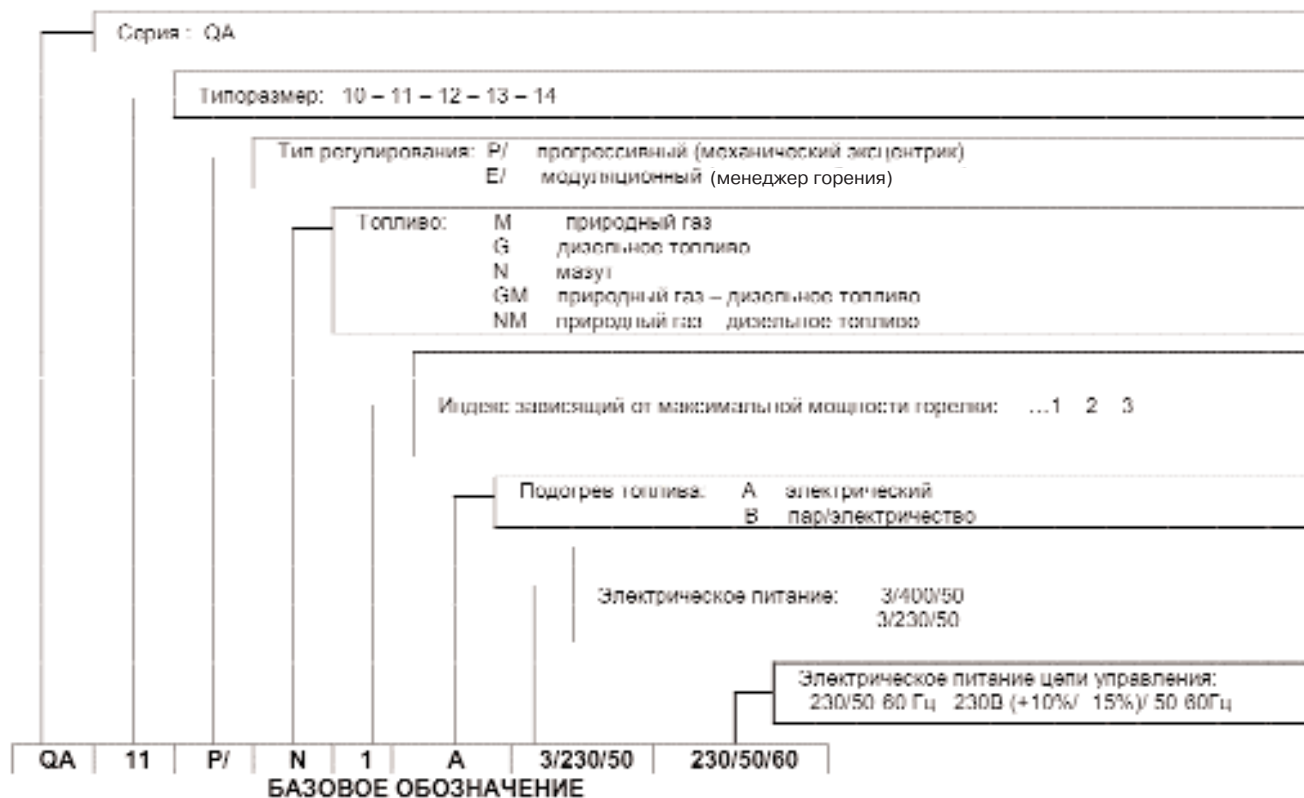 Серия : QA
Типоразмер: 10 – 11 – 12 – 13 – 14
Тип регулирования: P/ прогрессивный (механический эксцентрик)
E/ модуляционный (менеджер горения)
Топливо: M природный газ
G дизельное топливо
N мазут
GM природный газ – дизельное топливо
NM природный газ дизельное топливо
Индекс зависящий от максимальной мощности горелки: ...1 2 3
Подогрев топлива: A электрический
B пар/электричество
Электрическое питание: 3/400/50
3/230/50
Электрическое питание цепи управления:
230/50 60 Гц 230В (+10%/ 15%)/ 50 60Гц
QA 11 P/ N 1 A 3/230/50 230/50/60
БАЗОВОЕ ОБОЗНАЧЕНИЕ